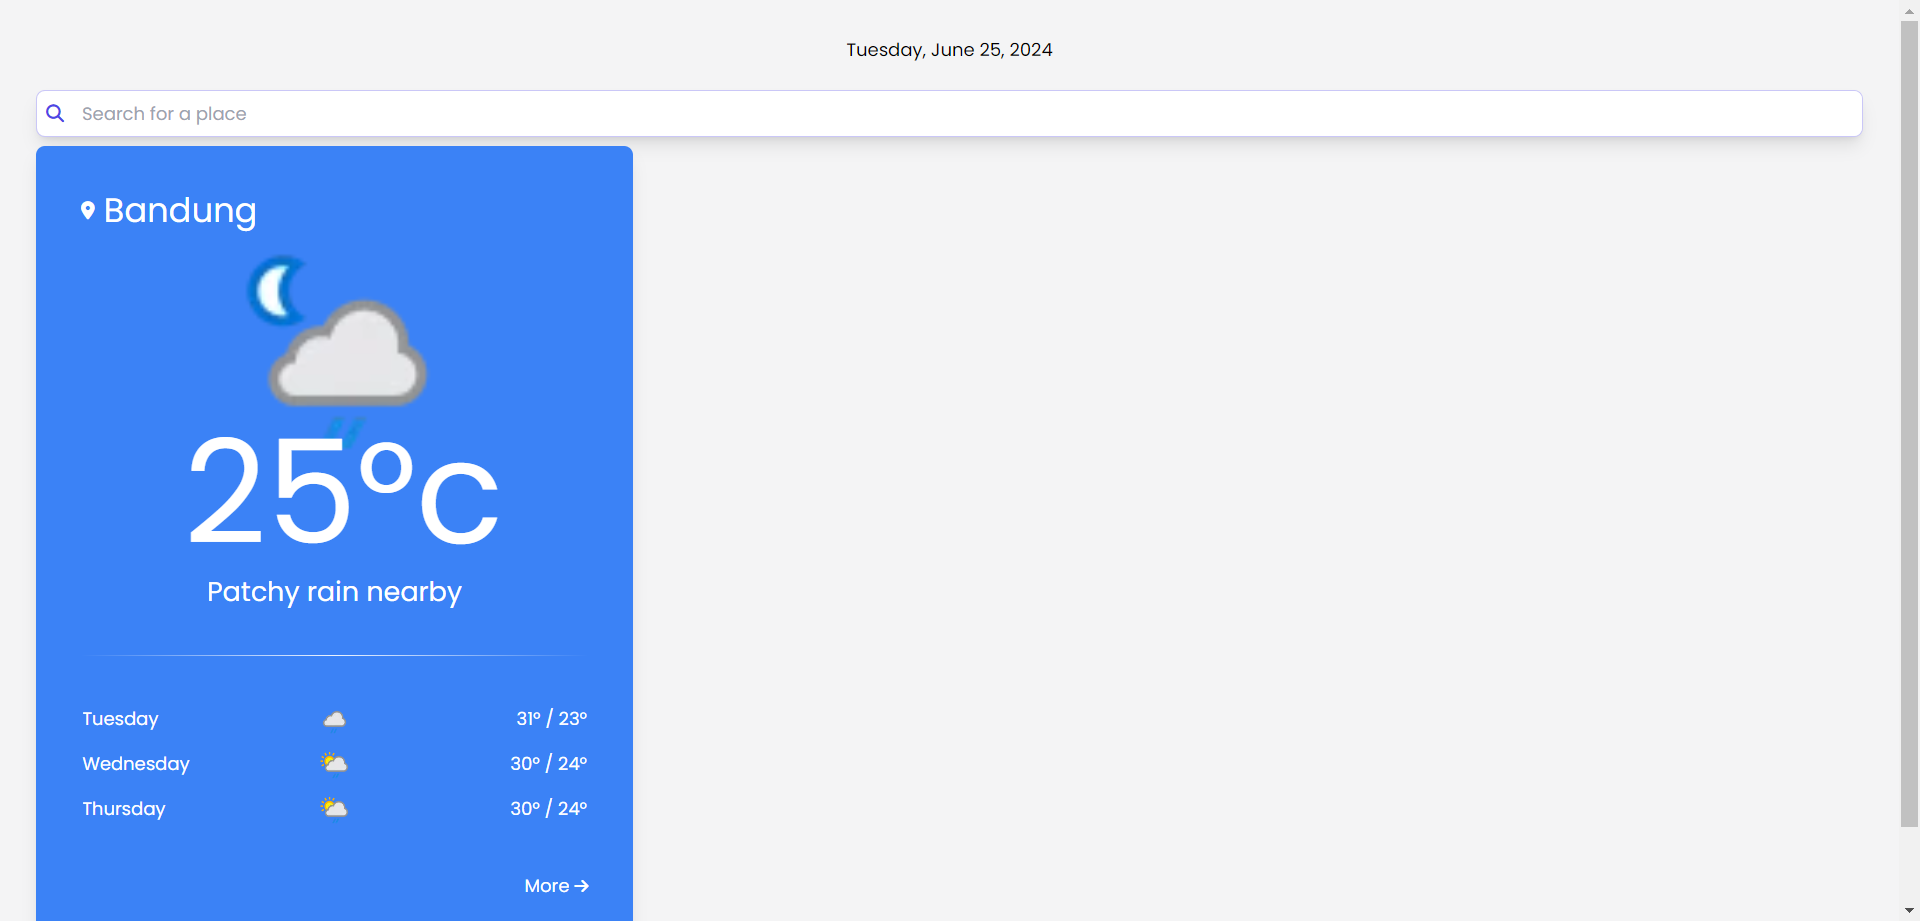 Tuesday, June 25, 2024
Search for a place
Bandung
25°c
Patchy rain nearby
Tuesday 31° / 23°
Wednesday 30° / 24°
Thursday 30° / 24°
More →